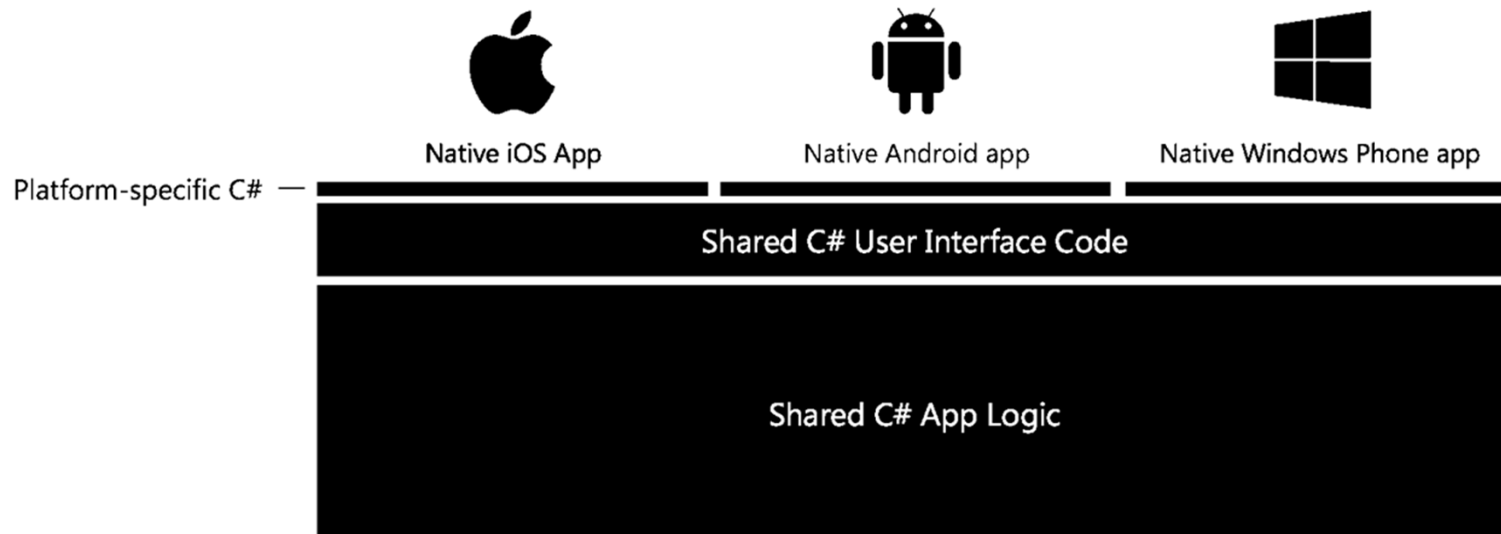 Native iOS App
Native Android app
Native Windows Phone app
Platform-specific C#
Shared C# User Interface Code
Shared C# App Logic